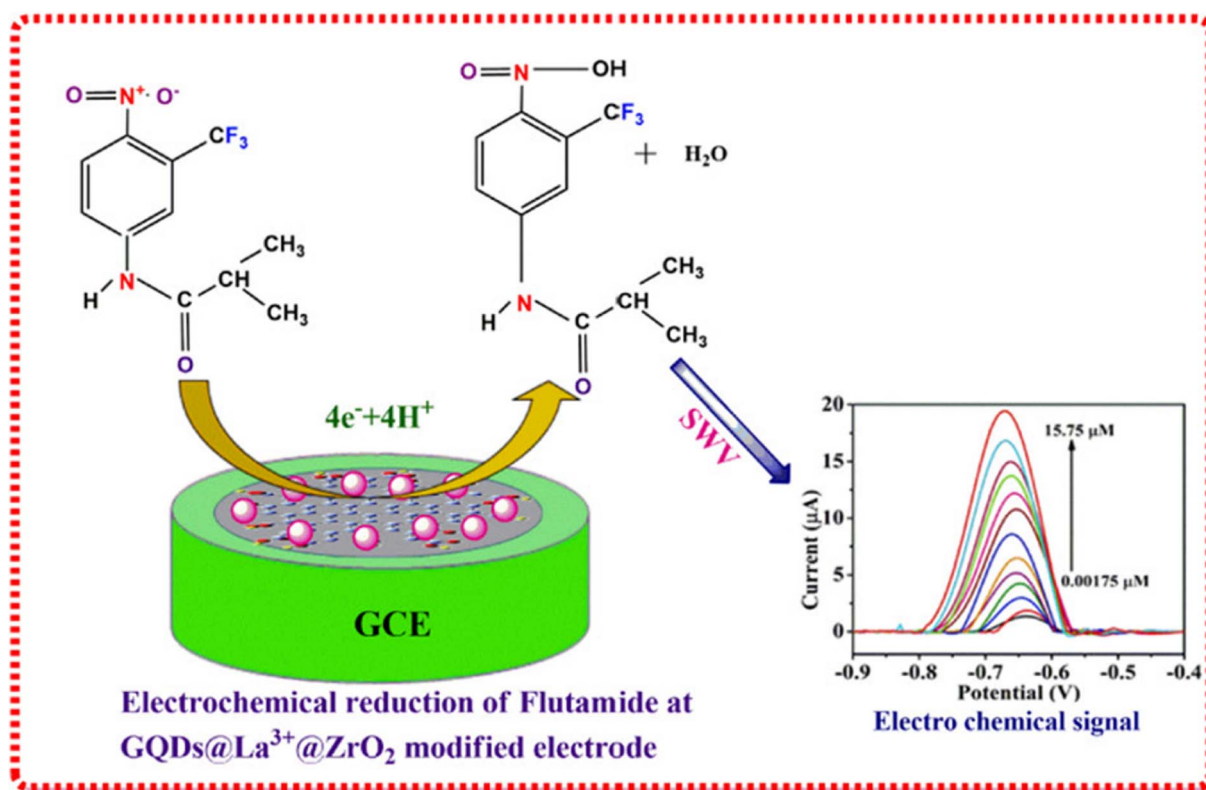 O=N⁺· O⁻
CF₃
H
N
C
CH
CH₃
CH₃
O
O=N—OH
CF₃
+ H₂O
H
N
C
CH
CH₃
CH₃
O
4e⁻+4H⁺
SWV
GCE
Electrochemical reduction of Flutamide at
GQDs@La³⁺@ZrO₂ modified electrode
20
15
10
5
0
Current (μA)
15.75 μM
0.00175 μM
-0.9 -0.8 -0.7 -0.6 -0.5 -0.4
Potential (V)
Electro chemical signal